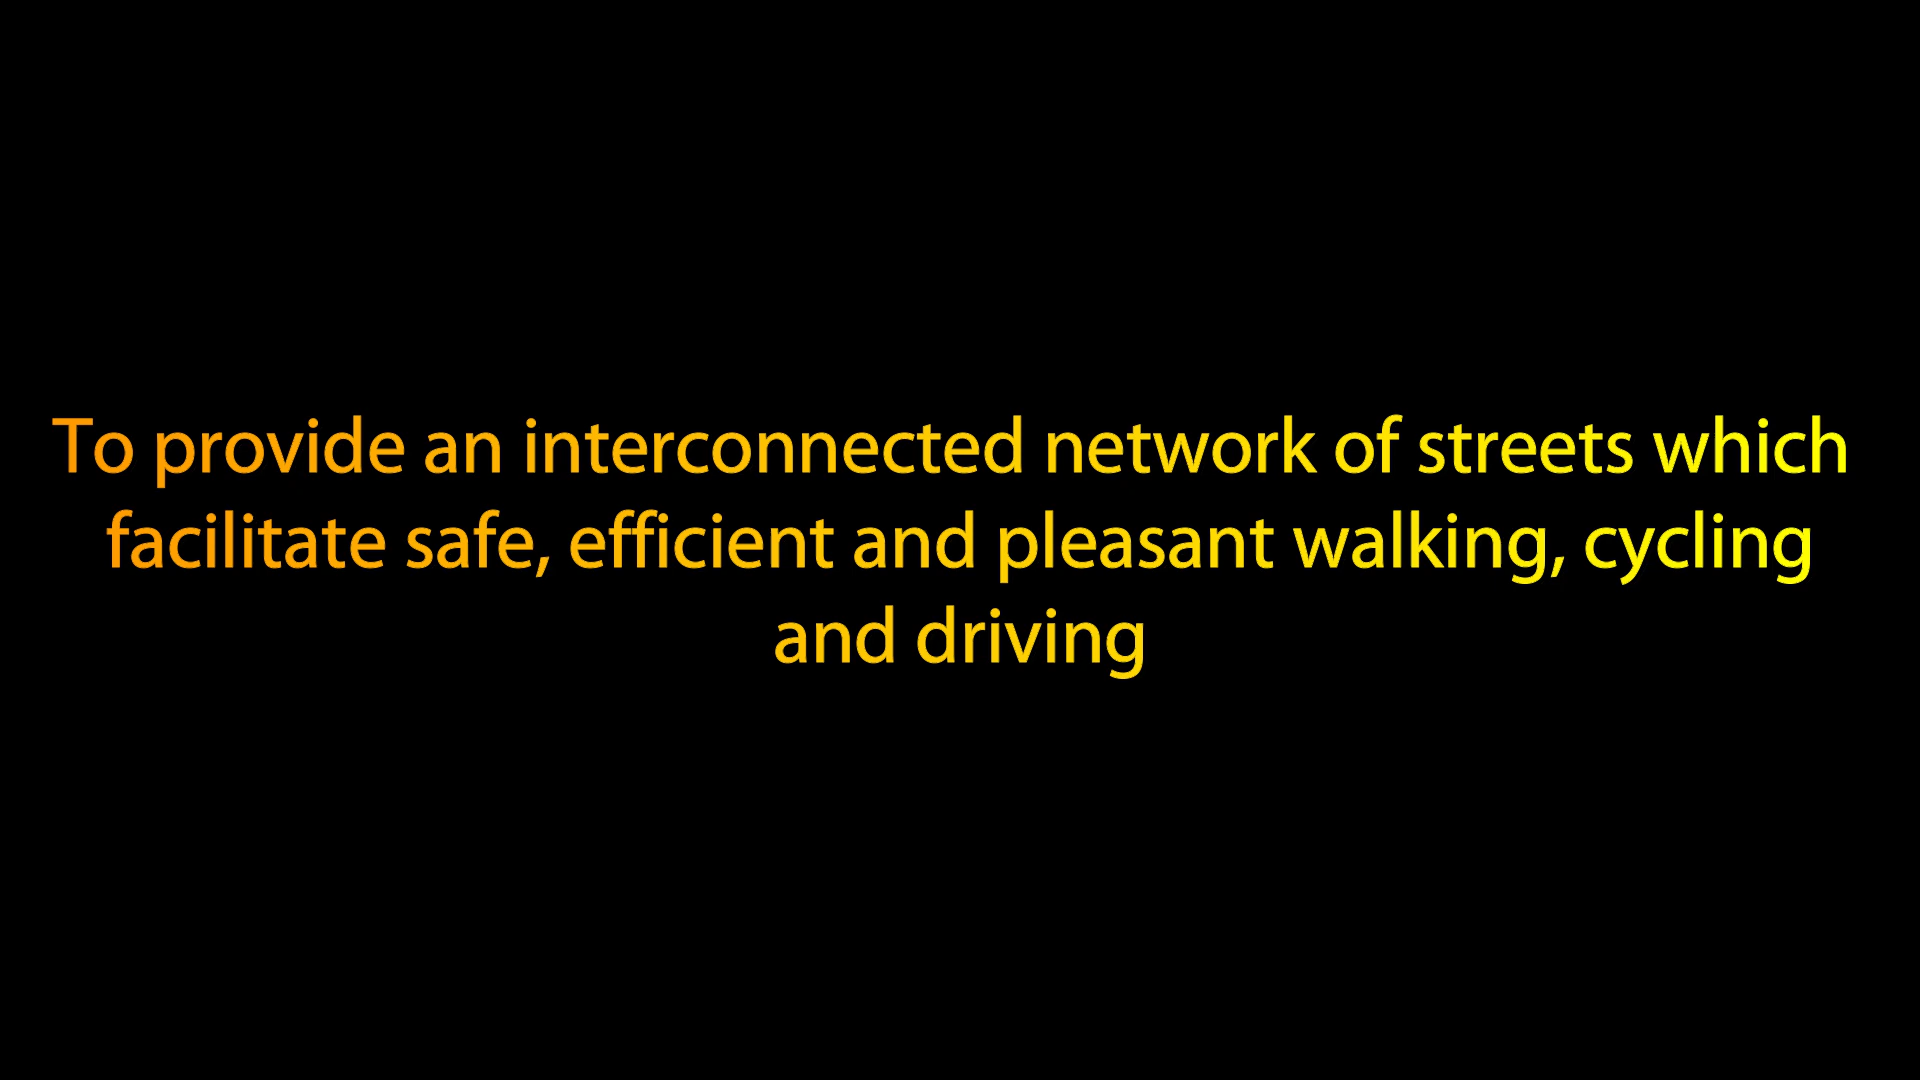 To provide an interconnected network of streets which
facilitate safe, efficient and pleasant walking, cycling
and driving